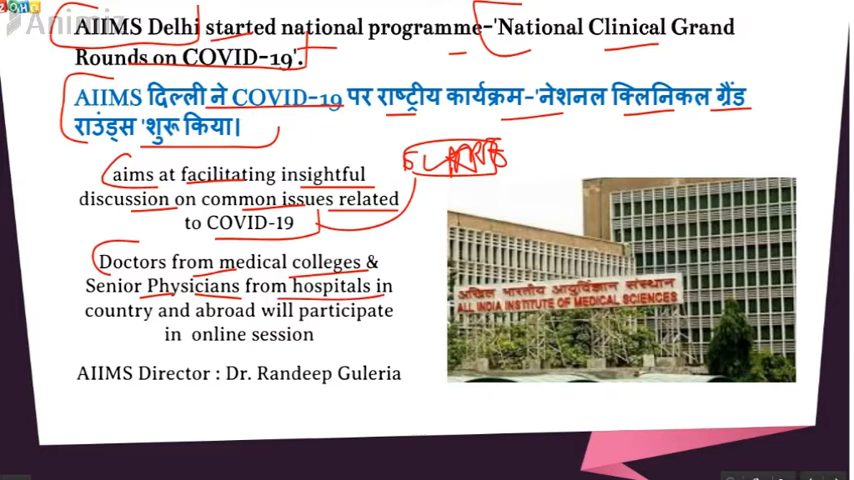 AIIMS Delhi started national programme-'National Clinical Grand
Rounds on COVID-19'.
AIIMS दिल्ली ने COVID-19 पर राष्ट्रीय कार्यक्रम-'नेशनल क्लिनिकल ग्रैंड
राउंड्स 'शुरू किया।
aims at facilitating insightful
discussion on common issues related
to COVID-19
Doctors from medical colleges &
Senior Physicians from hospitals in
country and abroad will participate
in online session
AIIMS Director : Dr. Randeep Guleria
अखिल भारतीय आयुर्विज्ञान संस्थान
ALL INDIA INSTITUTE OF MEDICAL SCIENCES